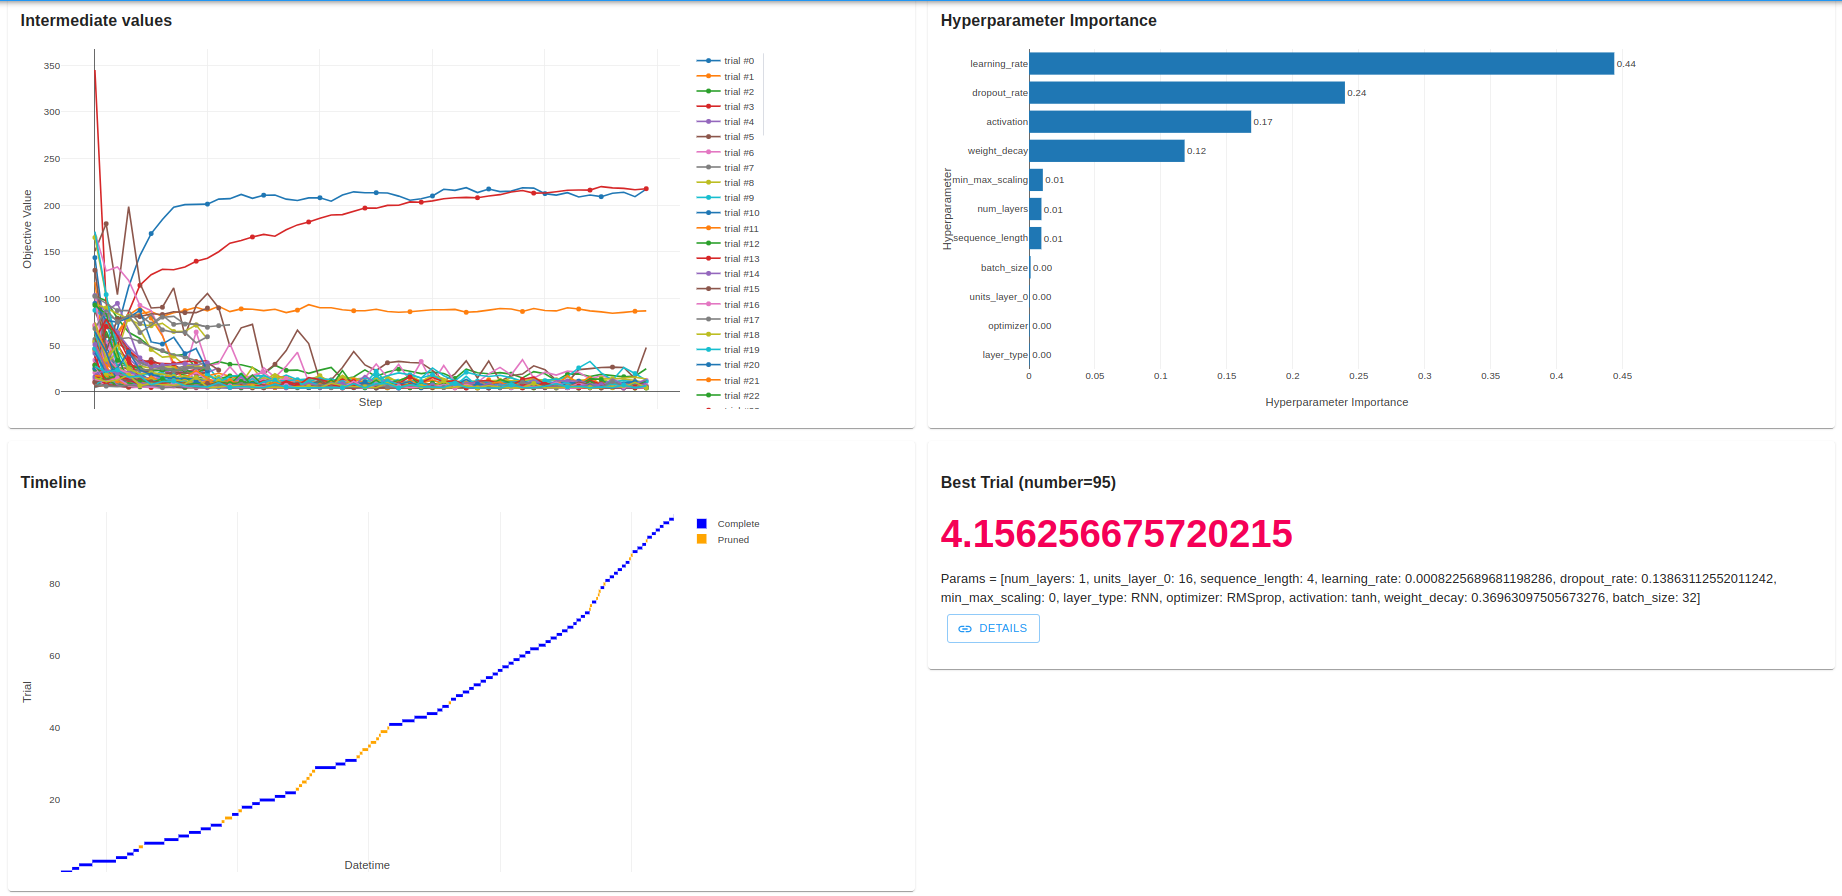 Intermediate values
350
300
250
200
150
100
50
0
Objective Value
Step
trial #0
trial #1
trial #2
trial #3
trial #4
trial #5
trial #6
trial #7
trial #8
trial #9
trial #10
trial #11
trial #12
trial #13
trial #14
trial #15
trial #16
trial #17
trial #18
trial #19
trial #20
trial #21
trial #22
Hyperparameter Importance
Hyperparameter
learning_rate 0.44
dropout_rate 0.24
activation 0.17
weight_decay 0.12
min_max_scaling 0.01
num_layers 0.01
sequence_length 0.01
batch_size 0.00
units_layer_0 0.00
optimizer 0.00
layer_type 0.00
0 0.05 0.1 0.15 0.2 0.25 0.3 0.35 0.4 0.45
Hyperparameter Importance
Timeline
80
60
40
20
Trial
Datetime
Complete
Pruned
Best Trial (number=95)
4.156256675720215
Params = [num_layers: 1, units_layer_0: 16, sequence_length: 4, learning_rate: 0.0008225689681198286, dropout_rate: 0.13863112552011242,
min_max_scaling: 0, layer_type: RNN, optimizer: RMSprop, activation: tanh, weight_decay: 0.36963097505673276, batch_size: 32]
DETAILS